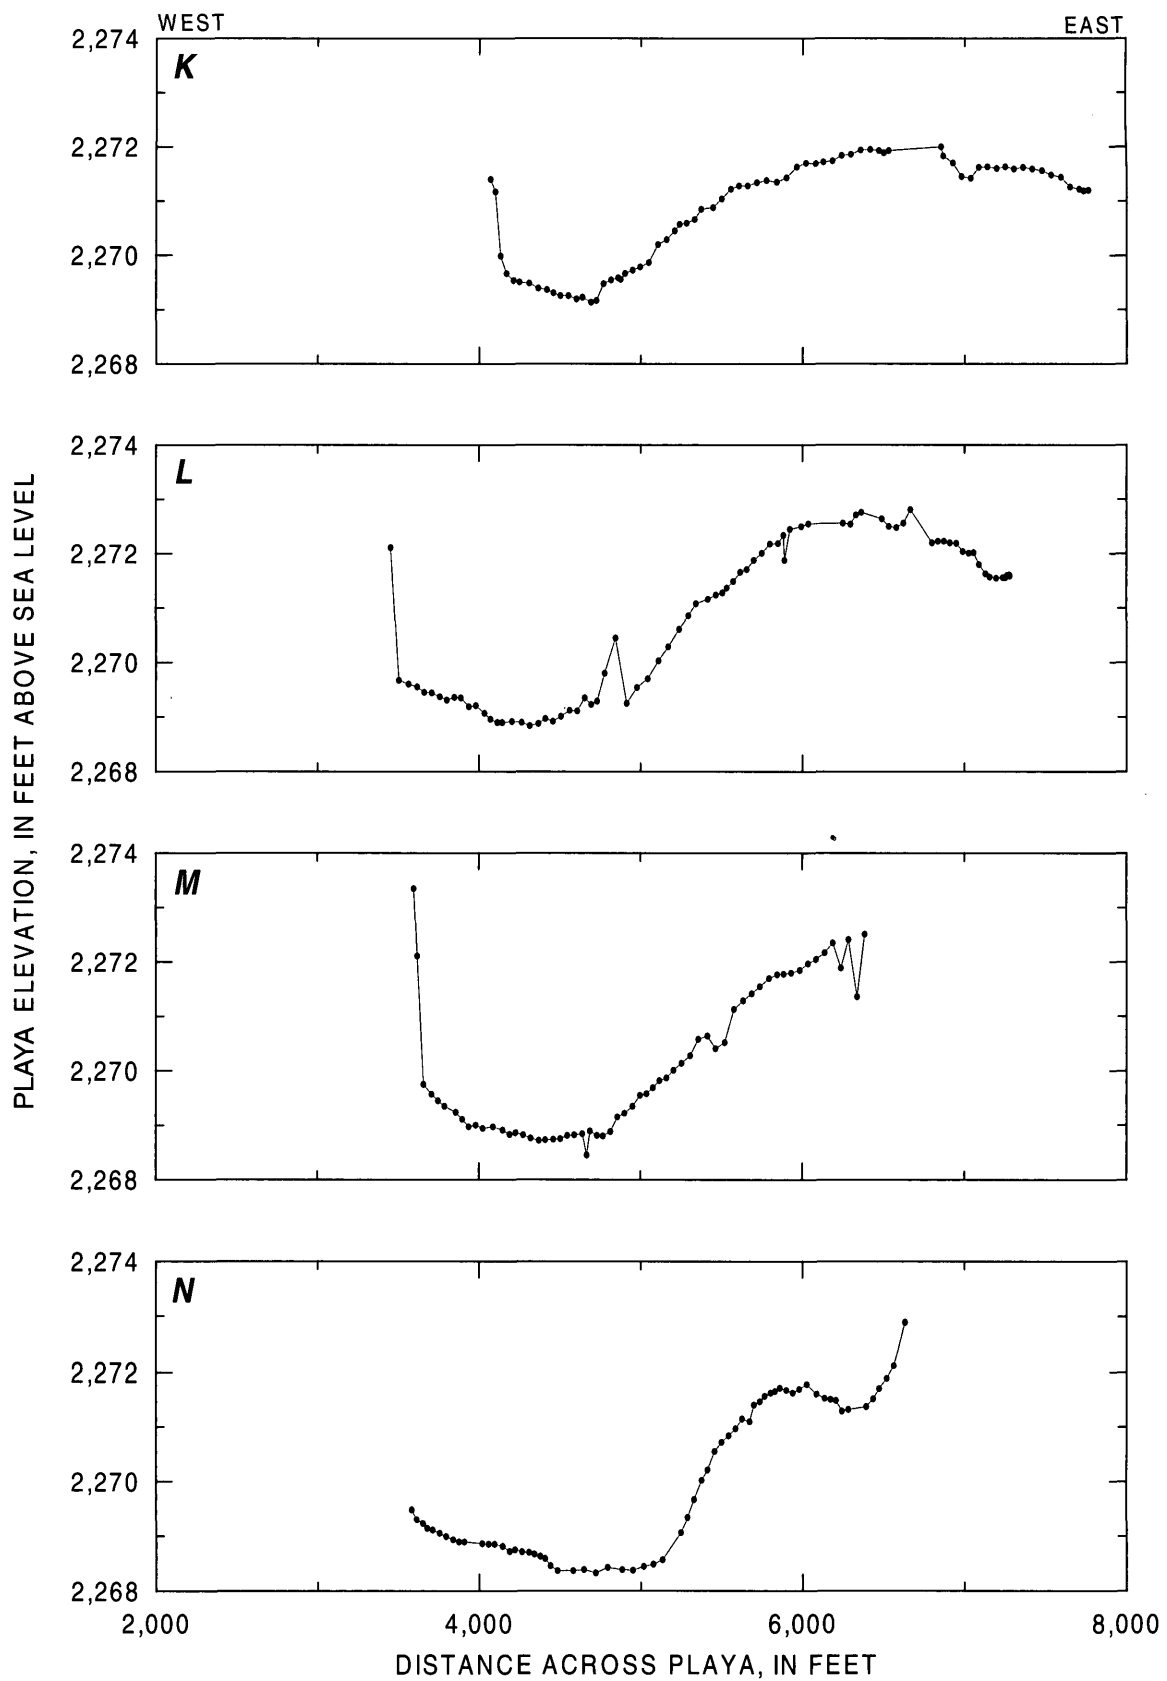 WEST
EAST
2,274
K
2,272
2,270
2,268
2,274
L
2,272
2,270
2,268
2,274
M
2,272
2,270
2,268
2,274
N
2,272
2,270
2,268
2,000
4,000
6,000
8,000
PLAYA ELEVATION, IN FEET ABOVE SEA LEVEL
DISTANCE ACROSS PLAYA, IN FEET